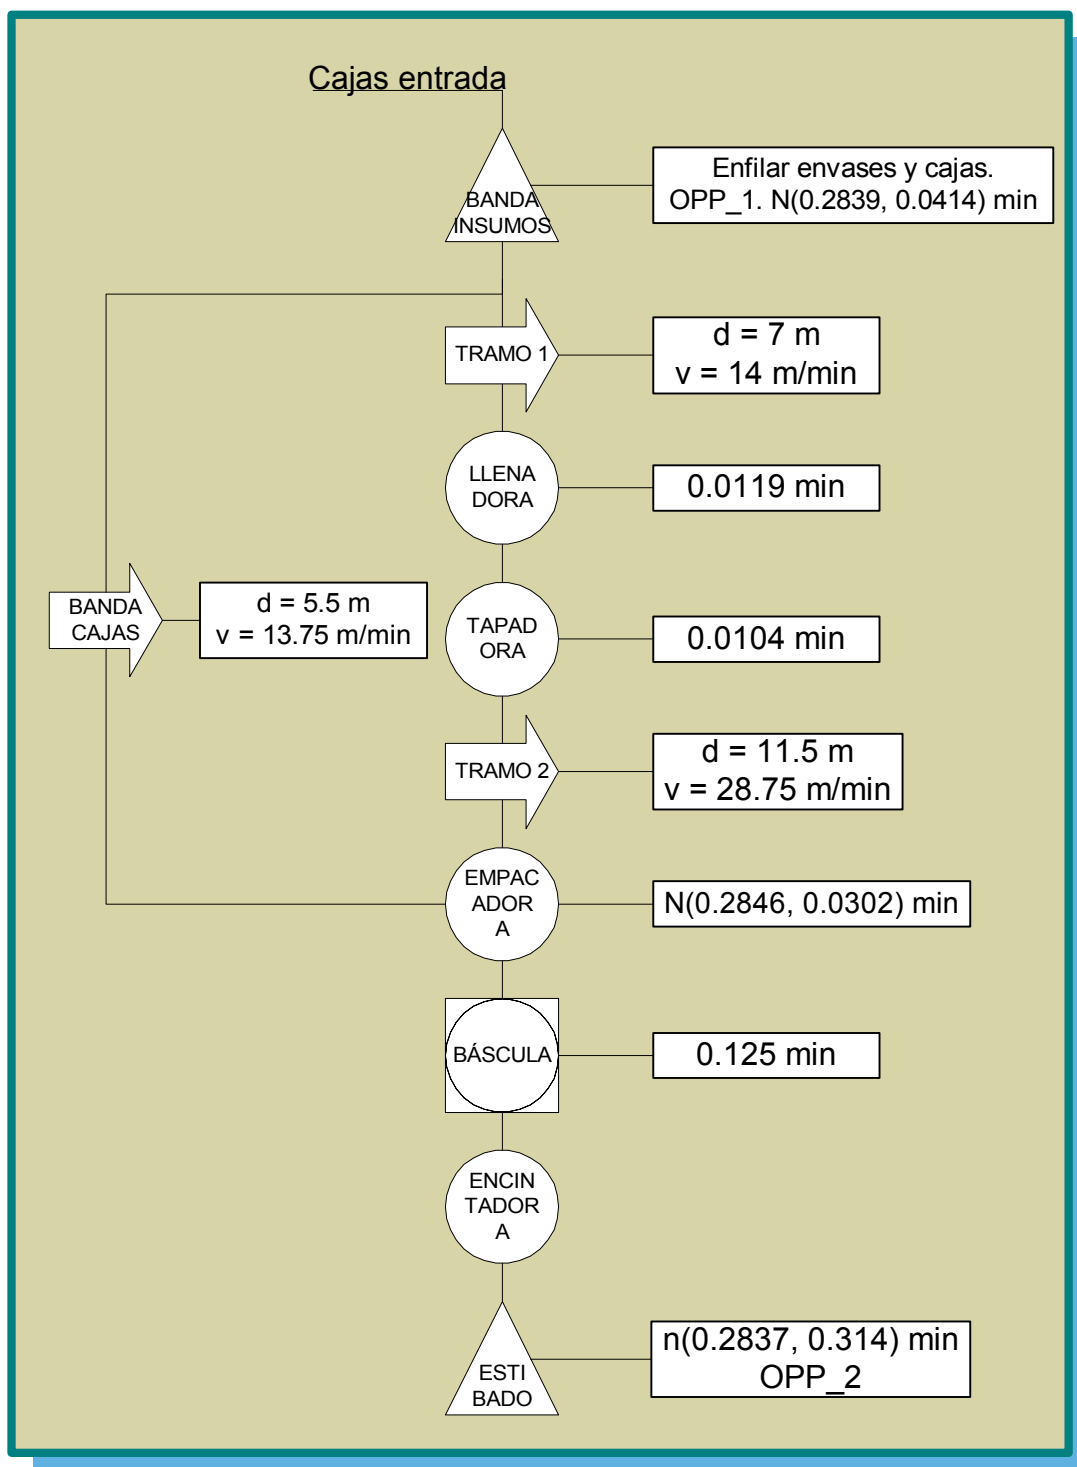 Cajas entrada
BANDA
INSUMOS
Enfilar envases y cajas.
OPP_1. N(0.2839, 0.0414) min
TRAMO 1
d = 7 m
v = 14 m/min
LLENA
DORA
0.0119 min
BANDA
CAJAS
d = 5.5 m
v = 13.75 m/min
TAPAD
ORA
0.0104 min
TRAMO 2
d = 11.5 m
v = 28.75 m/min
EMPAC
ADOR
A
N(0.2846, 0.0302) min
BÁSCULA
0.125 min
ENCIN
TADOR
A
ESTI
BADO
n(0.2837, 0.314) min
OPP_2